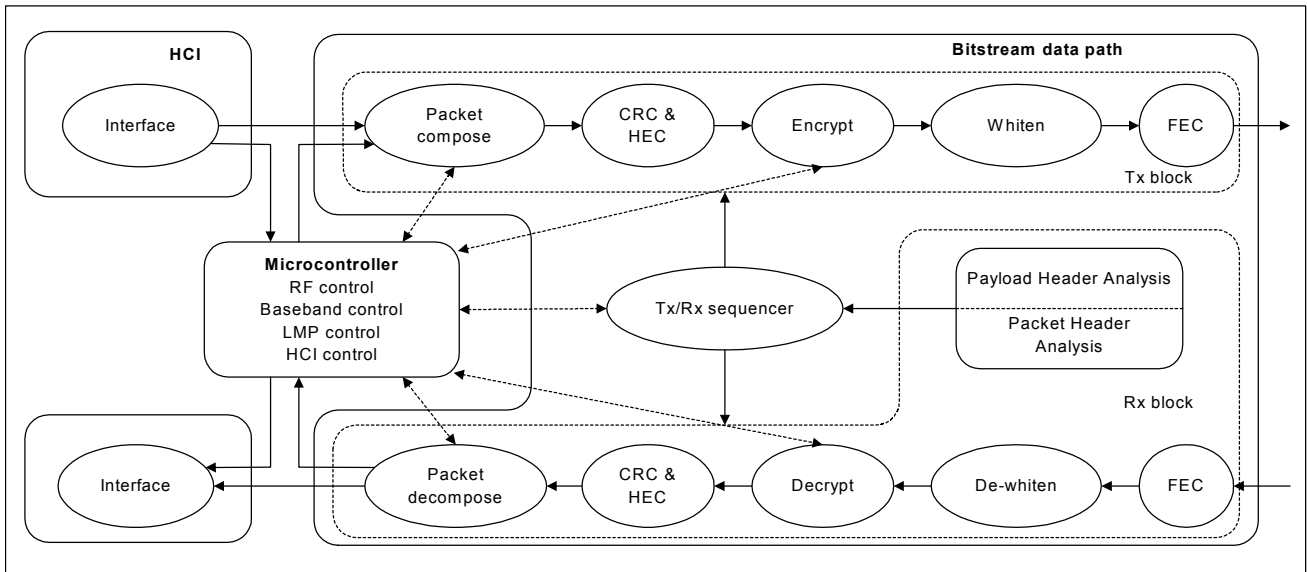 HCI
Bitstream data path
Interface
Packet
compose
CRC &
HEC
Encrypt
Whiten
FEC
Tx block
Microcontroller
RF control
Baseband control
LMP control
HCI control
Tx/Rx sequencer
Payload Header Analysis
Packet Header
Analysis
Rx block
Interface
Packet
decompose
CRC &
HEC
Decrypt
De-whiten
FEC